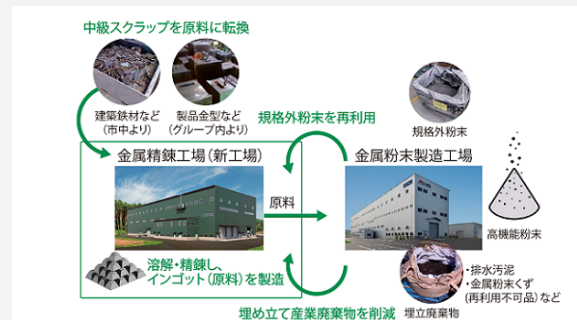 中級スクラップを原料に転換
建築鉄材など
(市中より)
製品金型など
(グループ内より)
規格外粉末を再利用
規格外粉末
金属精錬工場(新工場)
金属粉末製造工場
原料
高機能粉末
溶解・精錬し、
インゴット(原料)を製造
・排水汚泥
・金属粉末くず
(再利用不可品)など
埋立廃棄物
埋め立て産業廃棄物を削減